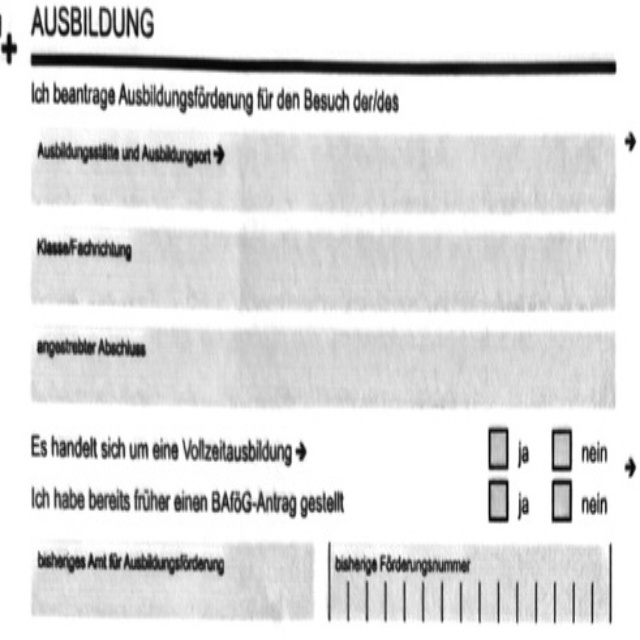 AUSBILDUNG
Ich beantrage Ausbildungsförderung für den Besuch der/des
Ausbildungsstätte und Ausbildungsort →
Klasse/Fachrichtung
angestrebter Abschluss
Es handelt sich um eine Vollzeitausbildung → ja nein
Ich habe bereits früher einen BAföG-Antrag gestellt ja nein
bisheriges Amt für Ausbildungsförderung
bisherige Förderungsnummer